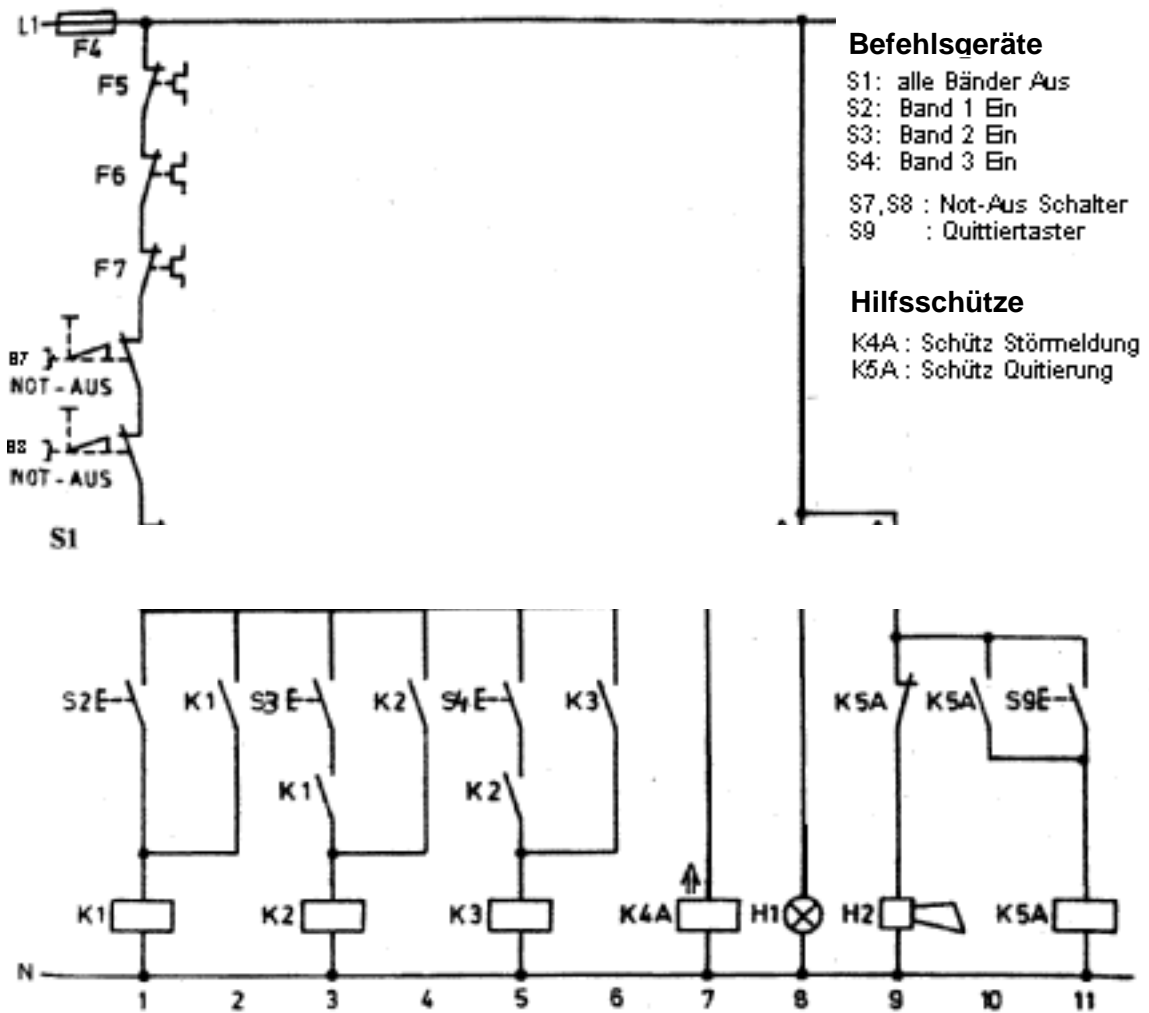 L1
F4
F5
F6
F7
B7
NOT - AUS
B8
NOT - AUS
S1
Befehlsgeräte
S1: alle Bänder Aus
S2: Band 1 Ein
S3: Band 2 Ein
S4: Band 3 Ein
S7,S8 : Not-Aus Schalter
S9 : Quittiertaster
Hilfsschütze
K4A : Schütz Störmeldung
K5A : Schütz Quitierung
S2 K1 S3 K2 S4 K3 K5A K5A S9
K1 K2
K1 K2 K3 K4A H1 H2 K5A
N
1 2 3 4 5 6 7 8 9 10 11